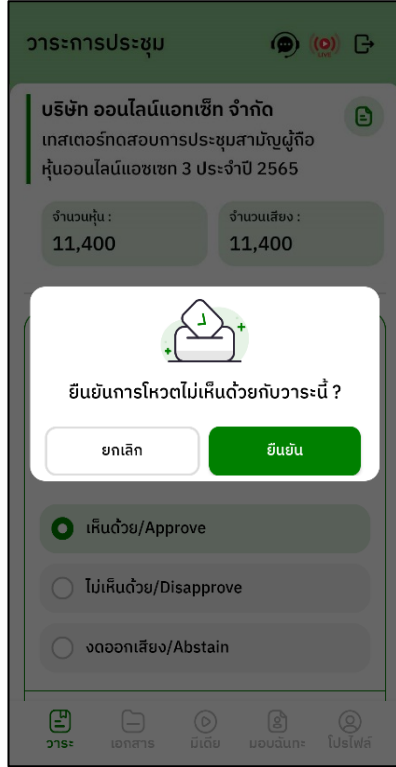 วาระการประชุม
LIVE
บริษัท ออนไลน์แอทเซ็ท จำกัด
เทสเตอร์ทดสอบการประชุมสามัญผู้ถือ
หุ้นออนไลน์แอซเซท 3 ประจำปี 2565
จำนวนหุ้น :
11,400
จำนวนเสียง :
11,400
ยืนยันการโหวตไม่เห็นด้วยกับวาระนี้ ?
ยกเลิก
ยืนยัน
เห็นด้วย/Approve
ไม่เห็นด้วย/Disapprove
งดออกเสียง/Abstain
วาระ
เอกสาร
มีเดีย
มอบฉันทะ
โปรไฟล์